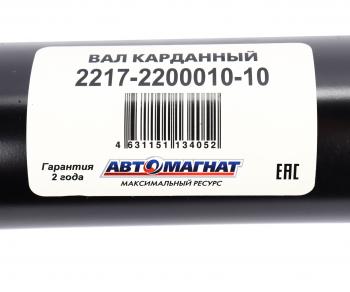 ВАЛ КАРДАННЫЙ
2217-2200010-10
4 631151 134052
Гарантия
2 года
АВТОМАГНАТ
МАКСИМАЛЬНЫЙ РЕСУРС
EAC